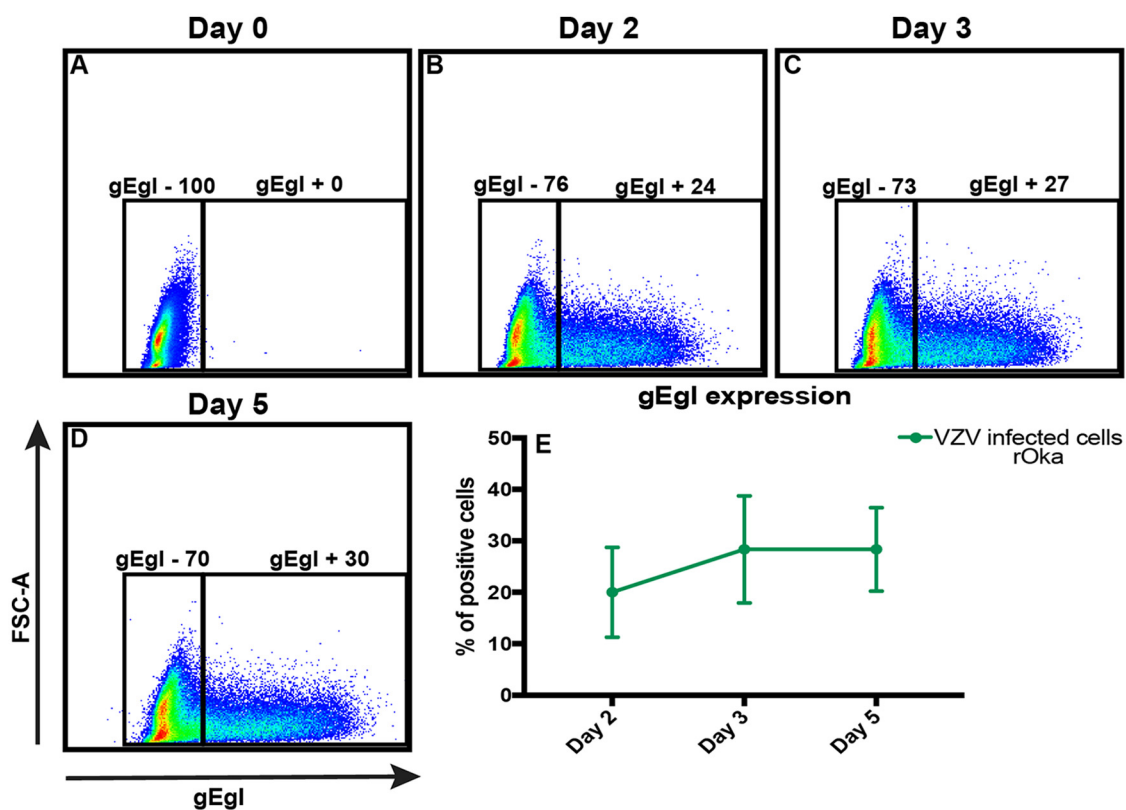 Day 0
Day 2
Day 3
A
gEgI - 100
gEgI + 0
B
gEgI - 76
gEgI + 24
C
gEgI - 73
gEgI + 27
Day 5
D
gEgI - 70
gEgI + 30
FSC-A
gEgI
gEgI expression
E
VZV infected cells
rOka
% of positive cells
50
40
30
20
10
0
Day 2
Day 3
Day 5